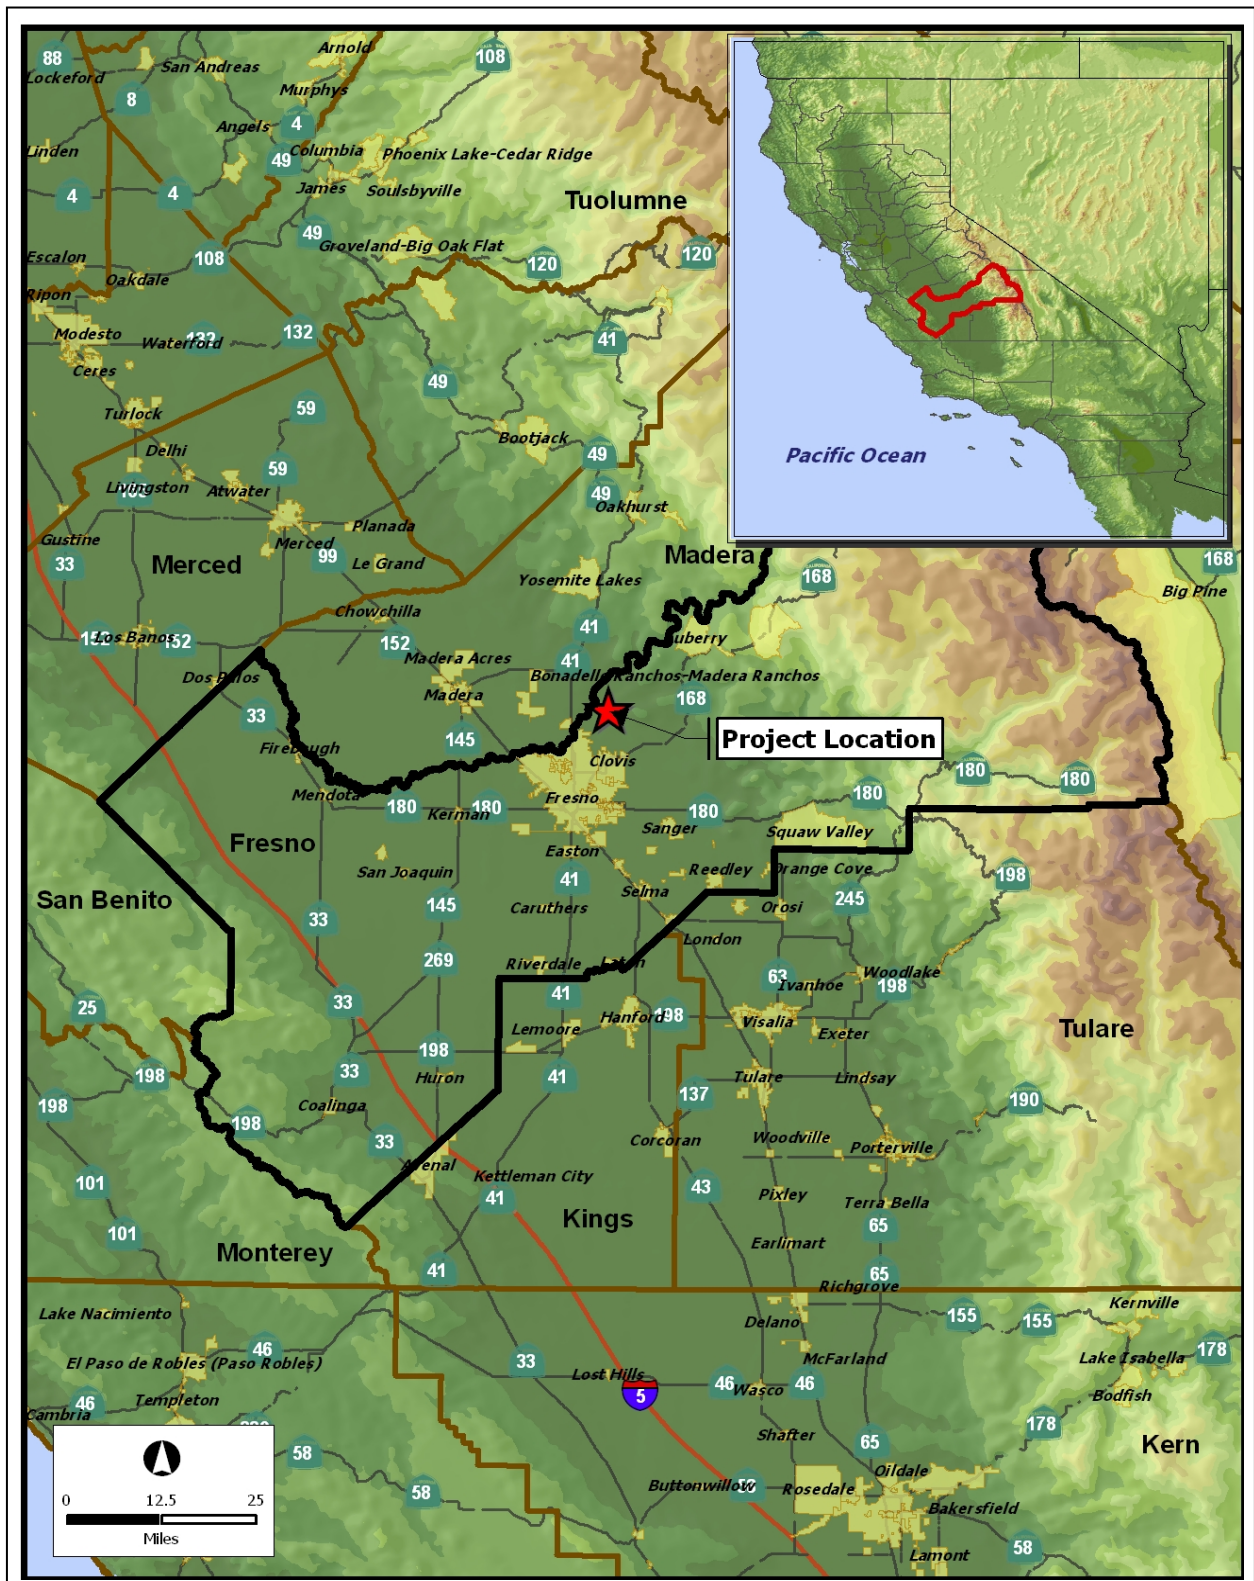 Arnold
88
San Andreas
108
Lockeford
Murphys
8
Angels
4
Linden
49
Columbia
Phoenix Lake-Cedar Ridge
4
4
James
Soulsbyville
Tuolumne
49
Groveland-Big Oak Flat
Escalon
108
120
120
Oakdale
Ripon
Modesto
132
Waterford
132
41
Ceres
49
Turlock
59
Bootjack
Delhi
49
59
Livingston
Atwater
49
Oakhurst
Planada
Gustine
Merced
Madera
33
Merced
99
Le Grand
168
168
Yosemite Lakes
Big Pine
Chowchilla
41
152
Los Banos
152
152
uberry
Madera Acres
41
Dos Palos
Bonadelle Ranchos-Madera Ranchos
Madera
168
33
145
Project Location
Firebaugh
Clovis
180
180
Mendota
180
Kerman
180
Fresno
180
180
Sanger
Squaw Valley
Fresno
Easton
San Joaquin
41
Reedley
Orange Cove
198
San Benito
Selma
145
Caruthers
Orosi
245
33
London
269
Riverdale
Laton
63
Woodlake
Ivanhoe
198
25
33
41
Lemoore
Hanford
198
Visalia
Exeter
Tulare
198
33
198
Huron
41
Tulare
Lindsay
198
Coalinga
137
190
198
33
Corcoran
Woodville
Porterville
Avenal
101
Kettleman City
41
43
Pixley
Terra Bella
Kings
65
101
Earlimart
Monterey
41
65
Richgrove
Lake Nacimiento
Kernville
155
155
Delano
46
El Paso de Robles (Paso Robles)
33
McFarland
Lake Isabella
178
Lost Hills
5
46
Wasco
46
Bodfish
Templeton
46
Cambria
178
Shafter
65
Kern
58
Oildale
Buttonwillow
58
Rosedale
58
Bakersfield
58
Lamont
Pacific Ocean
0
12.5
25
Miles